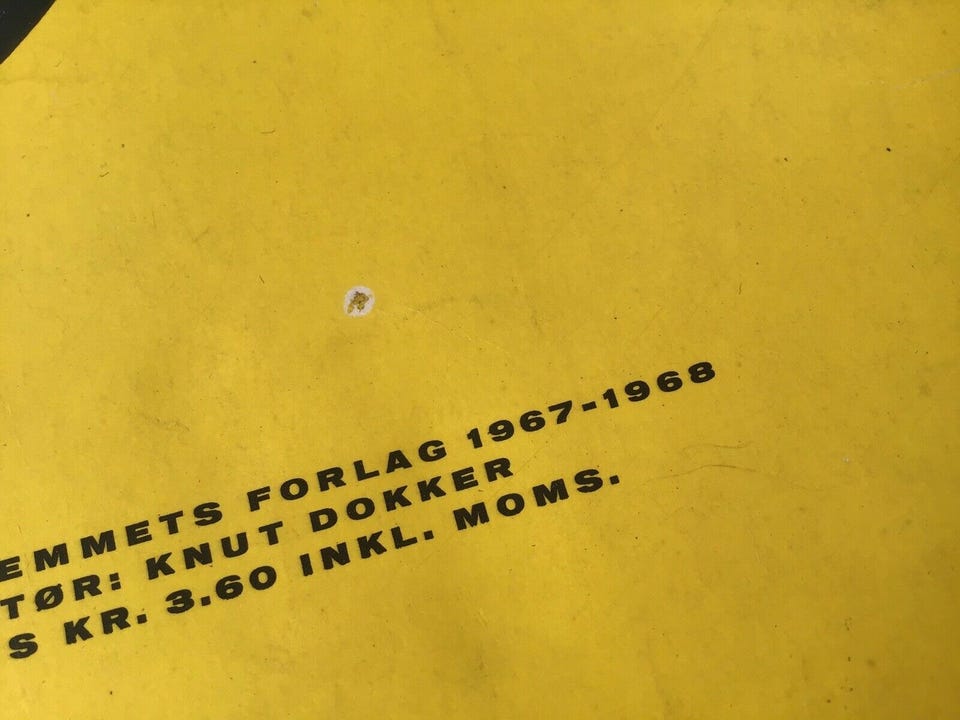 EMMETS FORLAG 1967-1968
TØR: KNUT DOKKER
S KR. 3.60 INKL. MOMS.